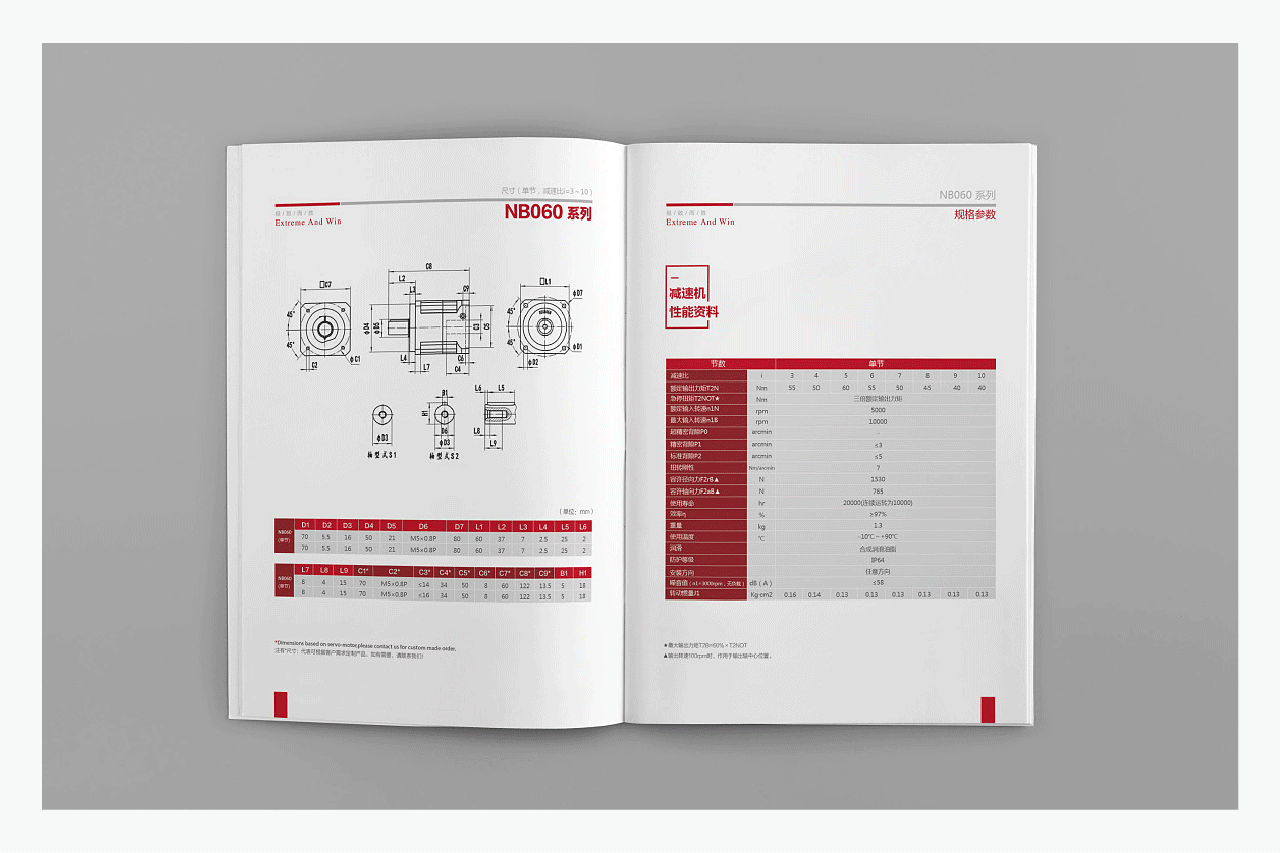 尺寸（单节，减速比i=3~10）
NB060 系列
Extreme And Win
C8
L2
□C7
L3
C9
□L1
φD7
45°
φD4
φD5
G3
C5
45°
45°
45°
φD1
L4
C6
φC1
φD2
C2
L7
C4
L6
L5
B1
H1
D6
L8
φD3
φD3
L9
轴型式S1
轴型式S2
（单位：mm）
NB060
(单节)
D1 D2 D3 D4 D5 D6 D7 L1 L2 L3 L4 L5 L6
70 5.5 16 50 21 M5×0.8P 80 60 37 7 2.5 25 2
70 5.5 16 50 21 M5×0.8P 80 60 37 7 2.5 25 2
NB060
(单节)
L7 L8 L9 C1* C2* C3* C4* C5* C6* C7* C8* C9* B1 H1
8 4 15 70 M5×0.8P ≤14 34 50 8 60 122 13.5 5 18
8 4 15 70 M5×0.8P ≤16 34 50 8 60 122 13.5 5 18
*Dimensions based on servo-motor,please contact us for custom madie order.
注有*尺寸：代表可根据客户需求定制产品，如有需要，请联系我们！
NB060 系列
规格参数
Extreme And Win
减速机
性能资料
节数 单节
减速比 i 3 4 5 6 7 8 9 10
额定输出力矩T2N Nm 55 50 60 55 50 45 40 40
急停扭矩T2NOT★ Nm 三倍额定输出力矩
额定输入转速n1N rpm 5000
最大输入转速n1B rpm 10000
超精密背隙P0 arcmin
精密背隙P1 arcmin ≤3
标准背隙P2 arcmin ≤5
扭转刚性 Nm/arcmin 7
容许径向力F2rB▲ N 1530
容许轴向力F2aB▲ N 765
使用寿命 hr 20000(连续运转为10000)
效率η ‰ ≥97%
重量 kg 1.3
使用温度 ℃ -10℃~+90℃
润滑 合成润滑油脂
防护等级 IP64
安装方向 任意方向
噪音值（n1=3000rpm，无负载） dB（A） ≤58
转动惯量J1 Kg·cm2 0.16 0.14 0.13 0.13 0.13 0.13 0.13 0.13
★最大输出力矩T2B=60%×T2NOT
▲输出转速100rpm时，作用于输出轴中心位置。